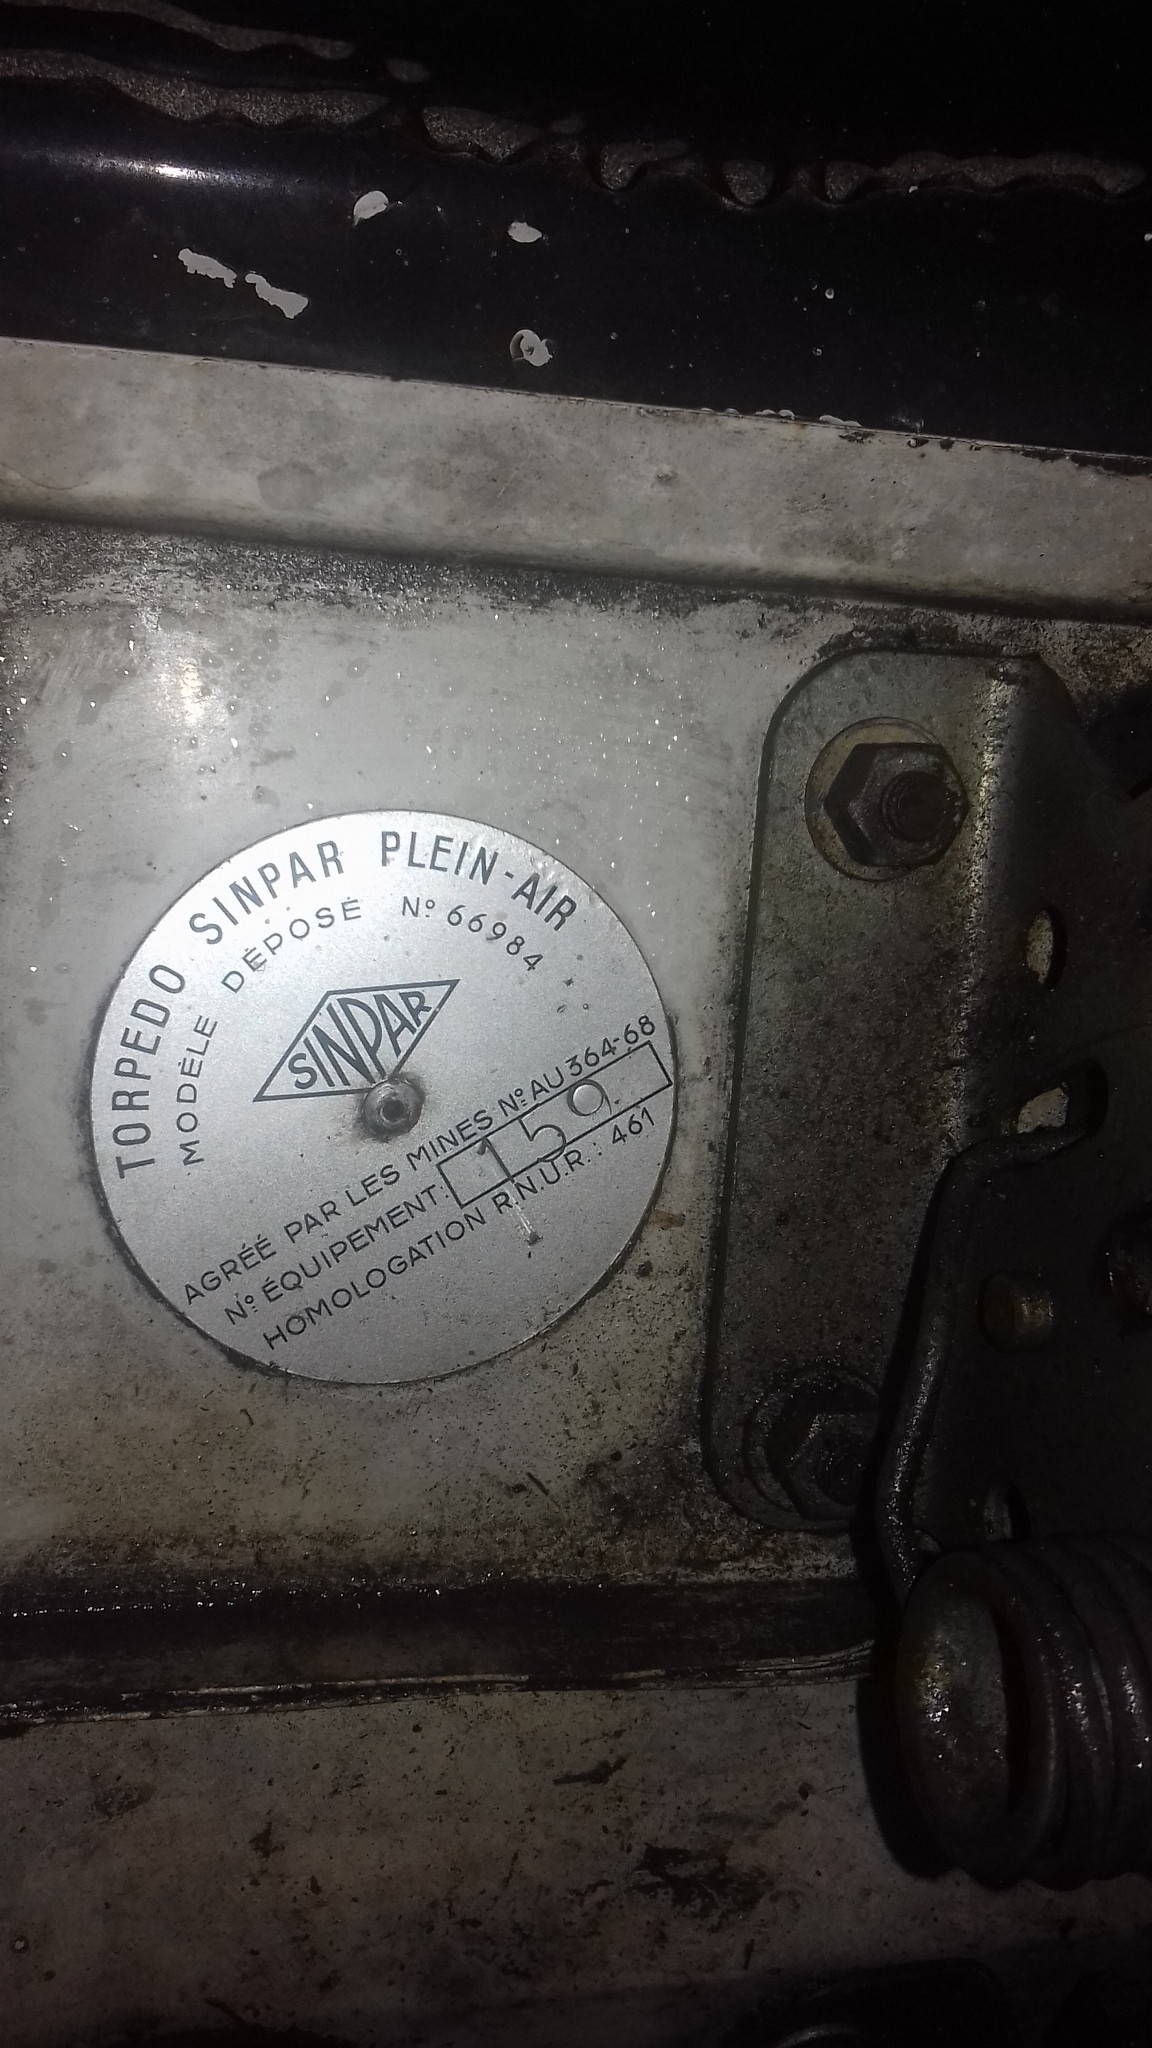 TORPEDO SINPAR PLEIN-AIR
MODÈLE DÉPOSÉ Nº 66984
SINPAR
AGRÉÉ PAR LES MINES Nº AU 364-68
Nº ÉQUIPEMENT: 159
HOMOLOGATION R.N.U.R.: 461